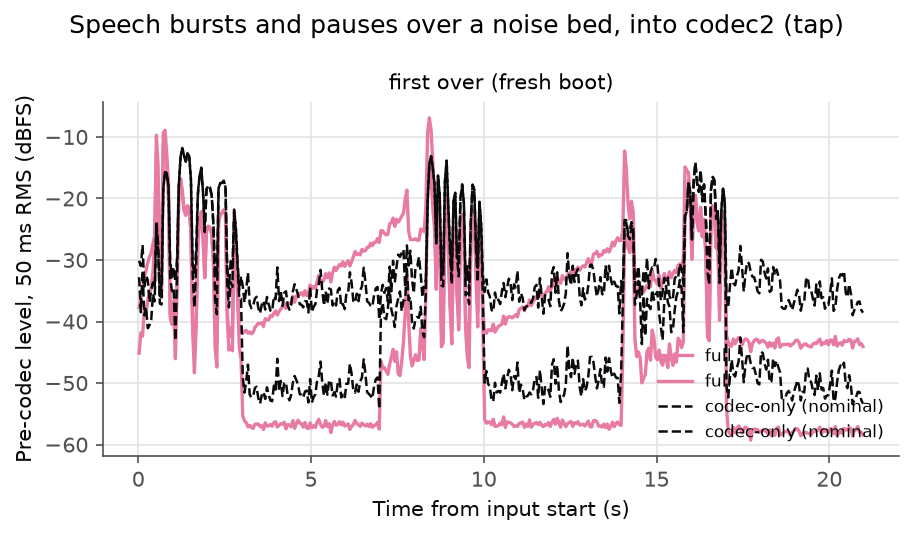 Speech bursts and pauses over a noise bed, into codec2 (tap)
first over (fresh boot)
Pre-codec level, 50 ms RMS (dBFS)
−10
−20
−30
−40
−50
−60
full
full
codec-only (nominal)
codec-only (nominal)
0
5
10
15
20
Time from input start (s)